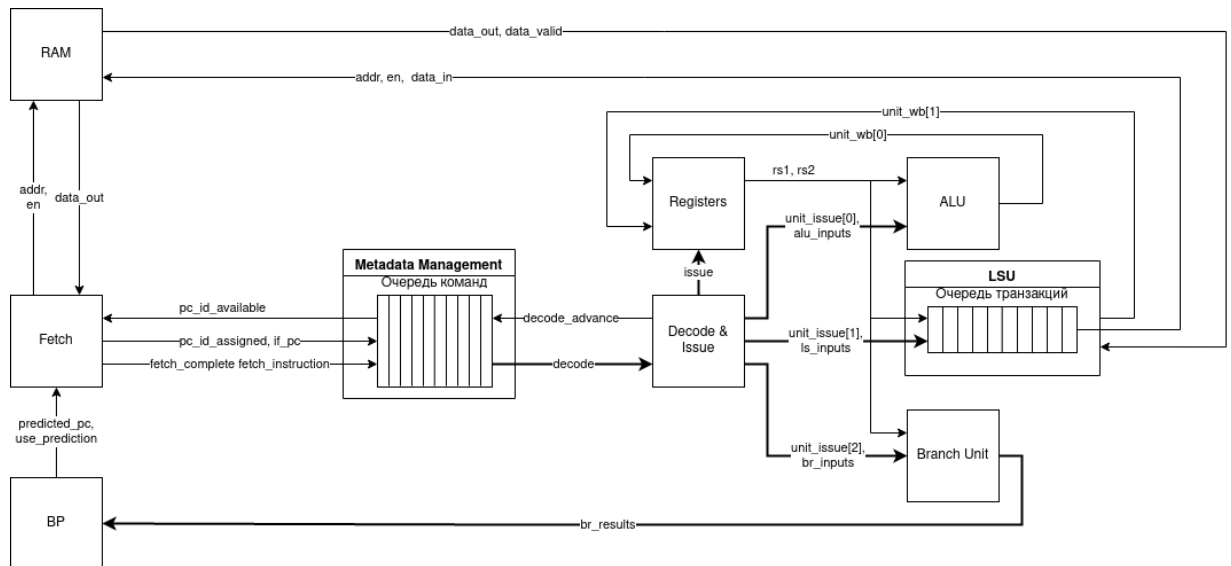 data_out, data_valid
RAM
addr, en, data_in
unit_wb[1]
unit_wb[0]
rs1, rs2
addr,
en
data_out
Registers
ALU
unit_issue[0],
alu_inputs
Metadata Management
Очередь команд
issue
LSU
Очередь транзакций
pc_id_available
decode_advance
Fetch
pc_id_assigned, if_pc
Decode &
Issue
unit_issue[1],
ls_inputs
fetch_complete fetch_instruction
decode
predicted_pc,
use_prediction
unit_issue[2],
br_inputs
Branch Unit
BP
br_results